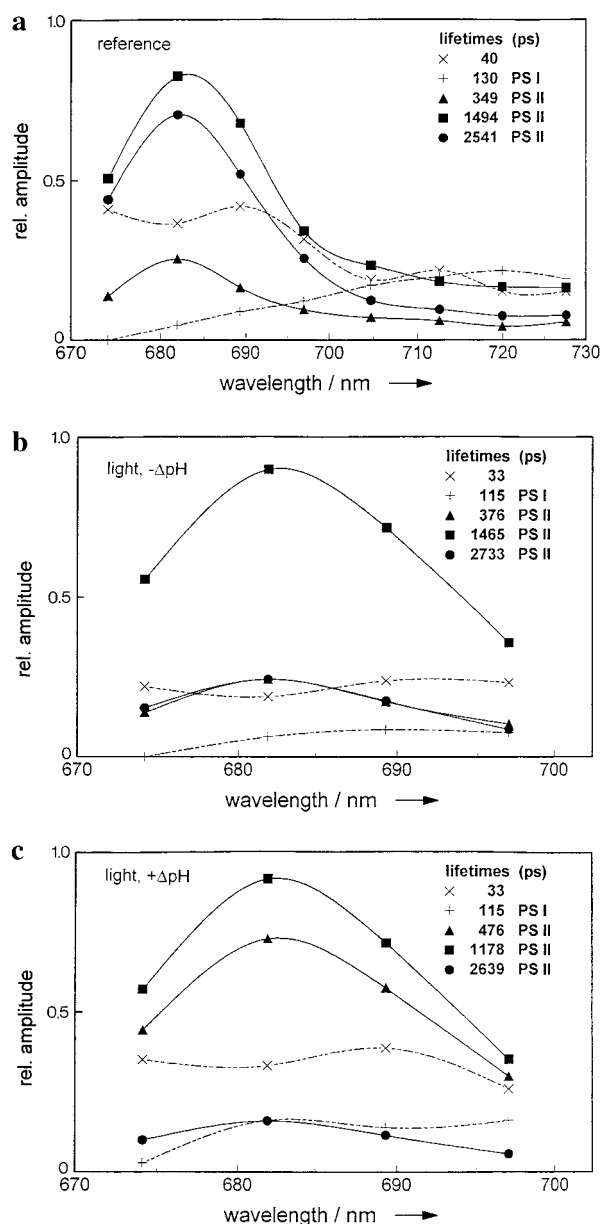 a
reference
lifetimes (ps)
40
130 PS I
349 PS II
1494 PS II
2541 PS II
1.0
0.5
0
rel. amplitude
670 680 690 700 710 720 730
wavelength / nm
b
light, -ΔpH
lifetimes (ps)
33
115 PS I
376 PS II
1465 PS II
2733 PS II
1.0
0.5
0
rel. amplitude
670 680 690 700
wavelength / nm
c
light, +ΔpH
lifetimes (ps)
33
115 PS I
476 PS II
1178 PS II
2639 PS II
1.0
0.5
0
rel. amplitude
670 680 690 700
wavelength / nm